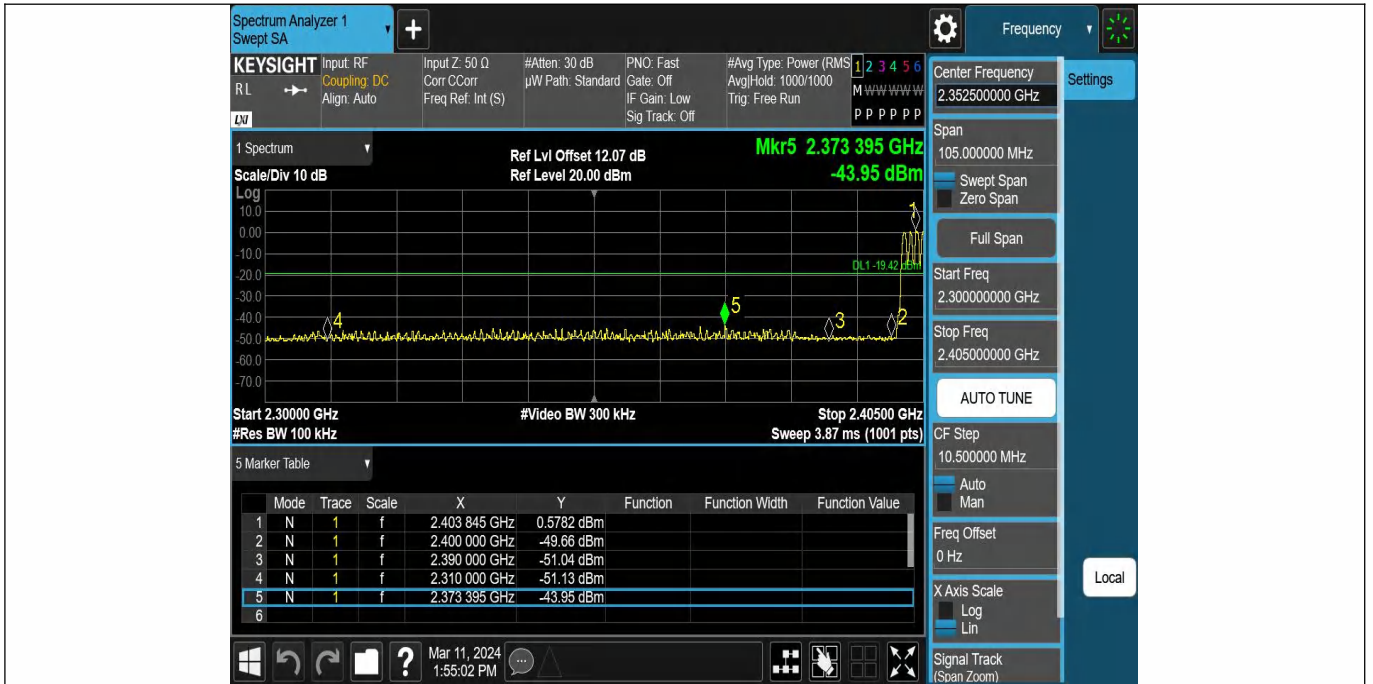 Spectrum Analyzer 1
Swept SA
+
Frequency
KEYSIGHT
RL
LXI
Input: RF
Coupling: DC
Align: Auto
Input Z: 50 Ω
Corr CCorr
Freq Ref: Int (S)
#Atten: 30 dB
µW Path: Standard
PNO: Fast
Gate: Off
IF Gain: Low
Sig Track: Off
#Avg Type: Power (RMS
Avg|Hold: 1000/1000
Trig: Free Run
1 2 3 4 5 6
M W W W W W
P P P P P P
1 Spectrum
Scale/Div 10 dB
Ref Lvl Offset 12.07 dB
Ref Level 20.00 dBm
Mkr5 2.373 395 GHz
-43.95 dBm
Log
10.0
0.00
-10.0
-20.0
-30.0
-40.0
-50.0
-60.0
-70.0
DL1 -19.42 dBm
1
2
3
4
5
Start 2.30000 GHz
#Video BW 300 kHz
Stop 2.40500 GHz
#Res BW 100 kHz
Sweep 3.87 ms (1001 pts)
5 Marker Table
Mode Trace Scale X Y Function Function Width Function Value
1 N 1 f 2.403 845 GHz 0.5782 dBm
2 N 1 f 2.400 000 GHz -49.66 dBm
3 N 1 f 2.390 000 GHz -51.04 dBm
4 N 1 f 2.310 000 GHz -51.13 dBm
5 N 1 f 2.373 395 GHz -43.95 dBm
6
?
Mar 11, 2024
1:55:02 PM
Center Frequency
2.352500000 GHz
Settings
Span
105.000000 MHz
Swept Span
Zero Span
Full Span
Start Freq
2.300000000 GHz
Stop Freq
2.405000000 GHz
AUTO TUNE
CF Step
10.500000 MHz
Auto
Man
Freq Offset
0 Hz
X Axis Scale
Log
Lin
Local
Signal Track
(Span Zoom)